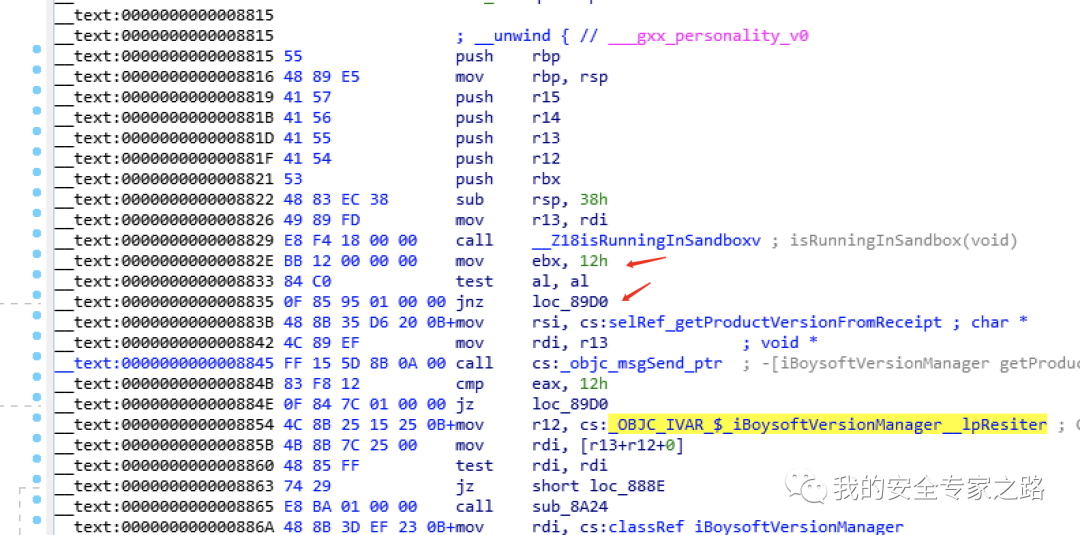 __text:0000000000008815
__text:0000000000008815 ; __unwind { // ___gxx_personality_v0
__text:0000000000008815 55 push rbp
__text:0000000000008816 48 89 E5 mov rbp, rsp
__text:0000000000008819 41 57 push r15
__text:000000000000881B 41 56 push r14
__text:000000000000881D 41 55 push r13
__text:000000000000881F 41 54 push r12
__text:0000000000008821 53 push rbx
__text:0000000000008822 48 83 EC 38 sub rsp, 38h
__text:0000000000008826 49 89 FD mov r13, rdi
__text:0000000000008829 E8 F4 18 00 00 call __Z18isRunningInSandboxv ; isRunningInSandbox(void)
__text:000000000000882E BB 12 00 00 00 mov ebx, 12h
__text:0000000000008833 84 C0 test al, al
__text:0000000000008835 0F 85 95 01 00 00 jnz loc_89D0
__text:000000000000883B 48 8B 35 D6 20 0B+mov rsi, cs:selRef_getProductVersionFromReceipt ; char *
__text:0000000000008842 4C 89 EF mov rdi, r13 ; void *
__text:0000000000008845 FF 15 5D 8B 0A 00 call cs:_objc_msgSend_ptr ; -[iBoysoftVersionManager getProdu
__text:000000000000884B 83 F8 12 cmp eax, 12h
__text:000000000000884E 0F 84 7C 01 00 00 jz loc_89D0
__text:0000000000008854 4C 8B 25 15 25 0B+mov r12, cs:_OBJC_IVAR_$_iBoysoftVersionManager__lpResiter ;
__text:000000000000885B 4B 8B 7C 25 00 mov rdi, [r13+r12+0]
__text:0000000000008860 48 85 FF test rdi, rdi
__text:0000000000008863 74 29 jz short loc_888E
__text:0000000000008865 E8 BA 01 00 00 call sub_8A24
__text:000000000000886A 48 8B 3D EF 23 0B+mov rdi, cs:classRef_iBoysoftVersionManager
我的安全专家之路